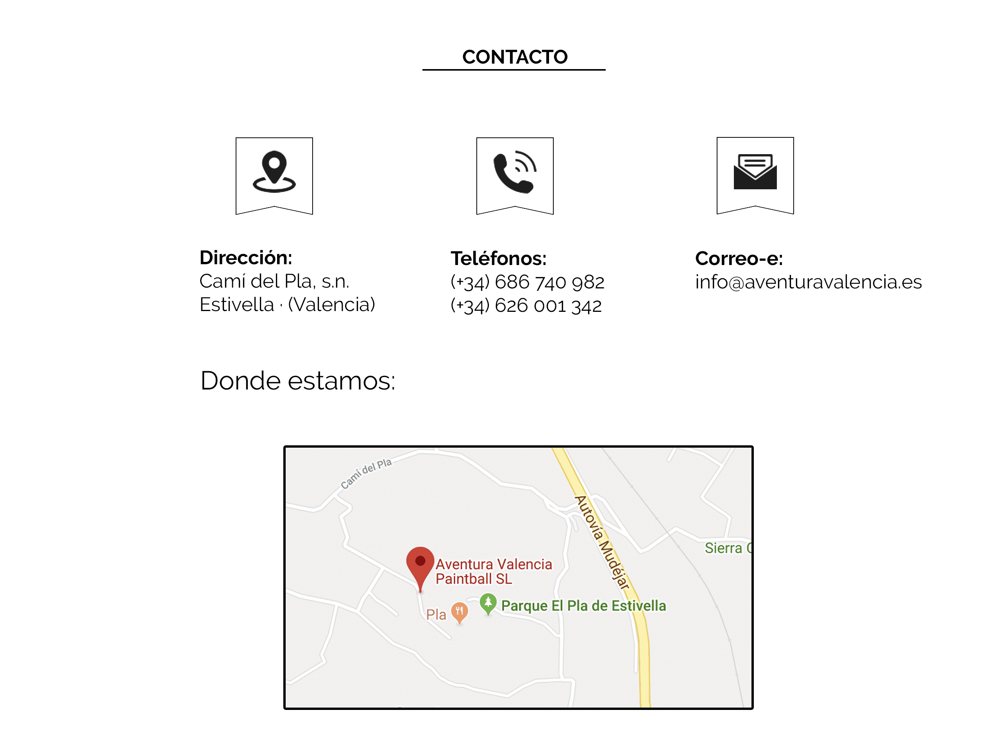 CONTACTO
Dirección:
Camí del Pla, s.n.
Estivella · (Valencia)
Teléfonos:
(+34) 686 740 982
(+34) 626 001 342
Correo-e:
info@aventuravalencia.es
Donde estamos:
Camí del Pla
Autovía Mudéjar
Sierra
Aventura Valencia
Paintball SL
Parque El Pla de Estivella
Pla